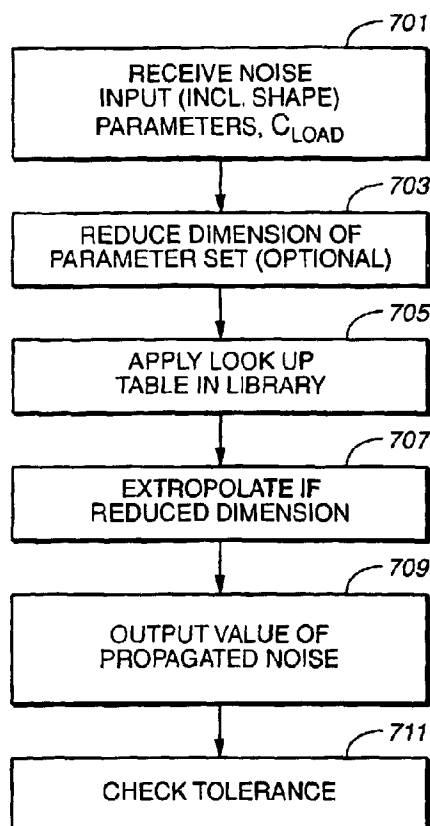 701
RECEIVE NOISE
INPUT (INCL. SHAPE)
PARAMETERS, CLOAD
703
REDUCE DIMENSION OF
PARAMETER SET (OPTIONAL)
705
APPLY LOOK UP
TABLE IN LIBRARY
707
EXTROPOLATE IF
REDUCED DIMENSION
709
OUTPUT VALUE OF
PROPAGATED NOISE
711
CHECK TOLERANCE